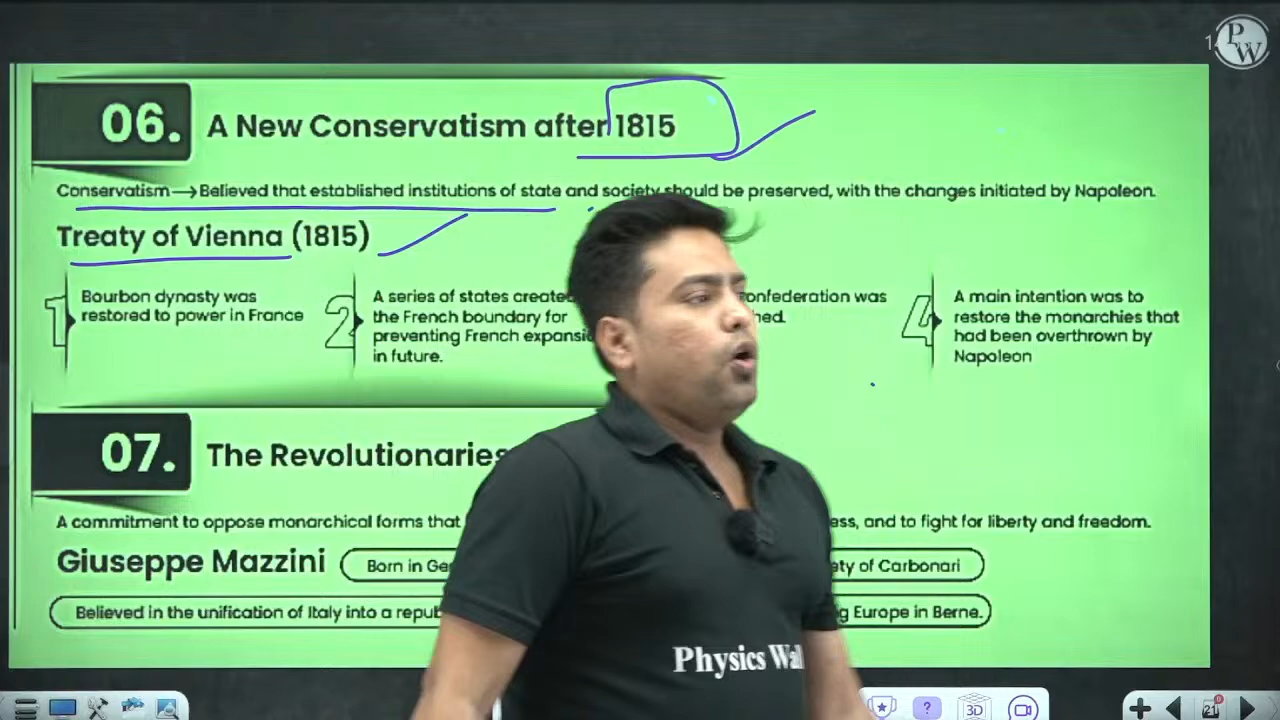 PW
06. A New Conservatism after 1815
Conservatism → Believed that established institutions of state and society should be preserved, with the changes initiated by Napoleon.
Treaty of Vienna (1815)
1 Bourbon dynasty was
restored to power in France
2 A series of states create
the French boundary for
preventing French
in future.
onfederation was
4 A main intention was to
restore the monarchies that
had been overthrown by
Napoleon
07. The Revolutionaries
A commitment to oppose monarchical forms that
ess, and to fight for liberty and freedom.
Giuseppe Mazzini
Born in Ge
ety of Carbonari
Believed in the unification of Italy into a repub
g Europe in Berne.
Physics Wal
? 3D 21